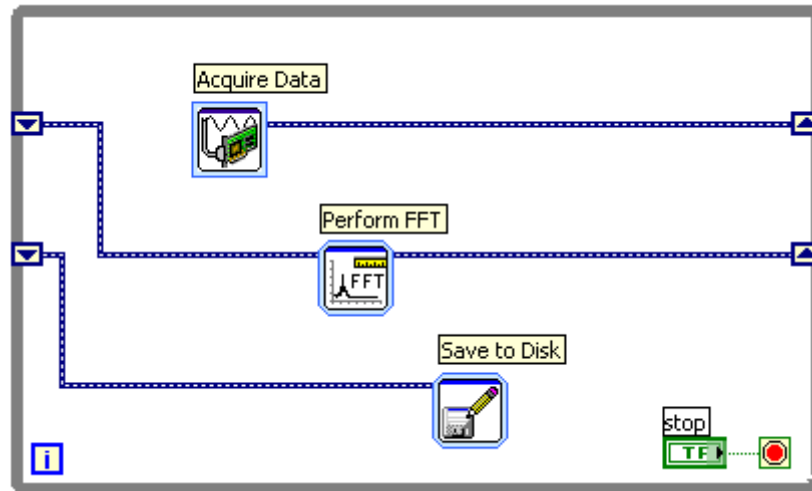 Acquire Data
Perform FFT
FFT
Save to Disk
stop
TF
i